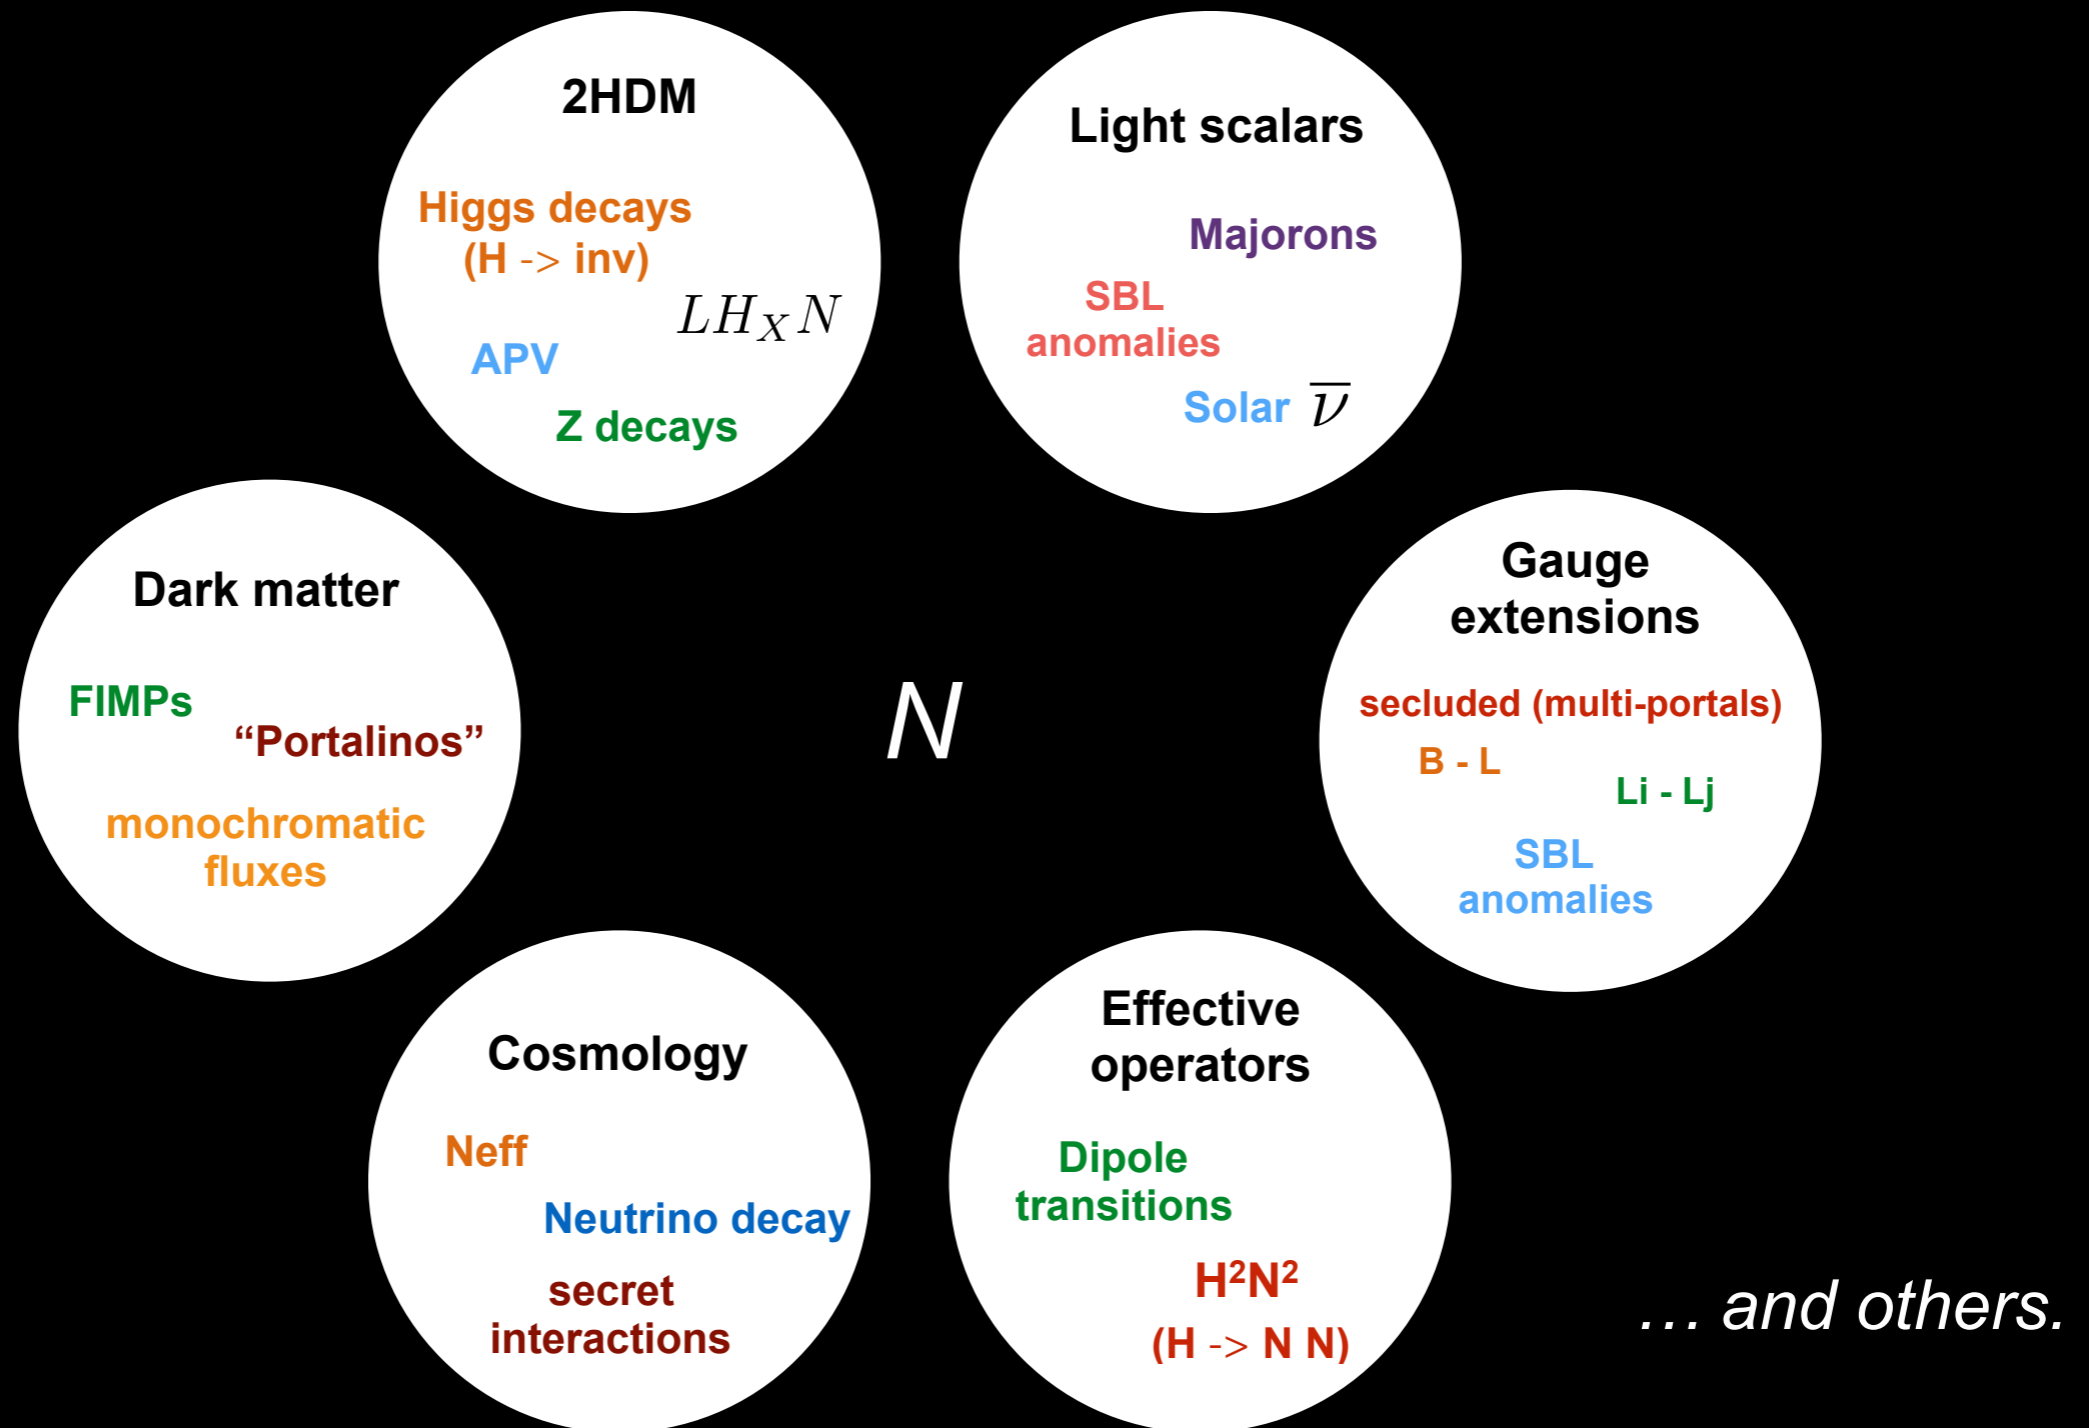 2HDM
Higgs decays
(H -> inv)
LH_X N
APV
Z decays
Light scalars
Majorons
SBL
anomalies
Solar ν̅
Dark matter
FIMPs
“Portalinos”
monochromatic
fluxes
N
Gauge
extensions
secluded (multi-portals)
B - L
Li - Lj
SBL
anomalies
Cosmology
Neff
Neutrino decay
secret
interactions
Effective
operators
Dipole
transitions
H²N²
(H -> N N)
... and others.